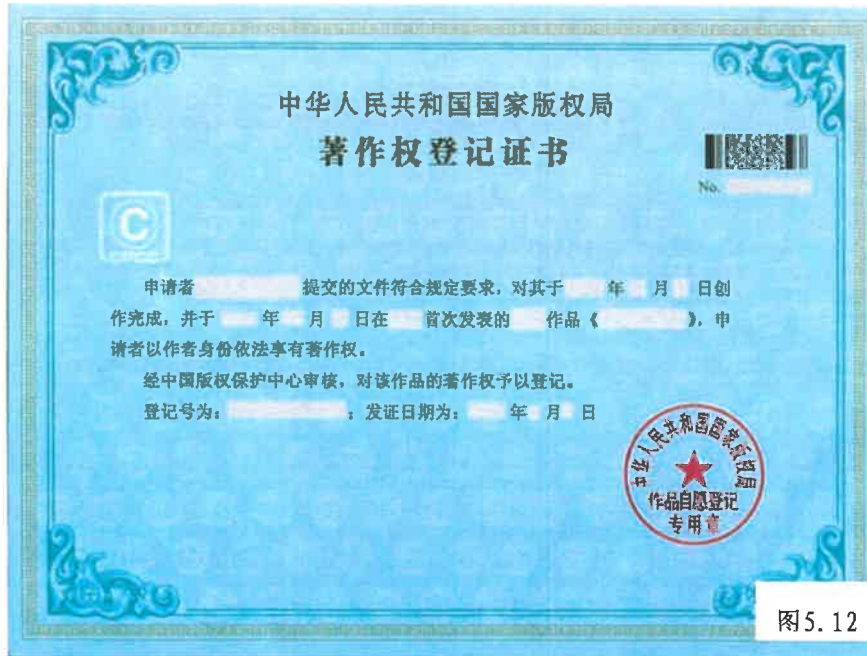 中华人民共和国国家版权局
著作权登记证书
No.
C
申请者 提交的文件符合规定要求，对其于 年 月 日创
作完成，并于 年 月 日在 首次发表的 作品《 》，申
请者以作者身份依法享有著作权。
经中国版权保护中心审核，对该作品的著作权予以登记。
登记号为： ；发证日期为： 年 月 日
中华人民共和国国家版权局
作品自愿登记
专用章
图5.12